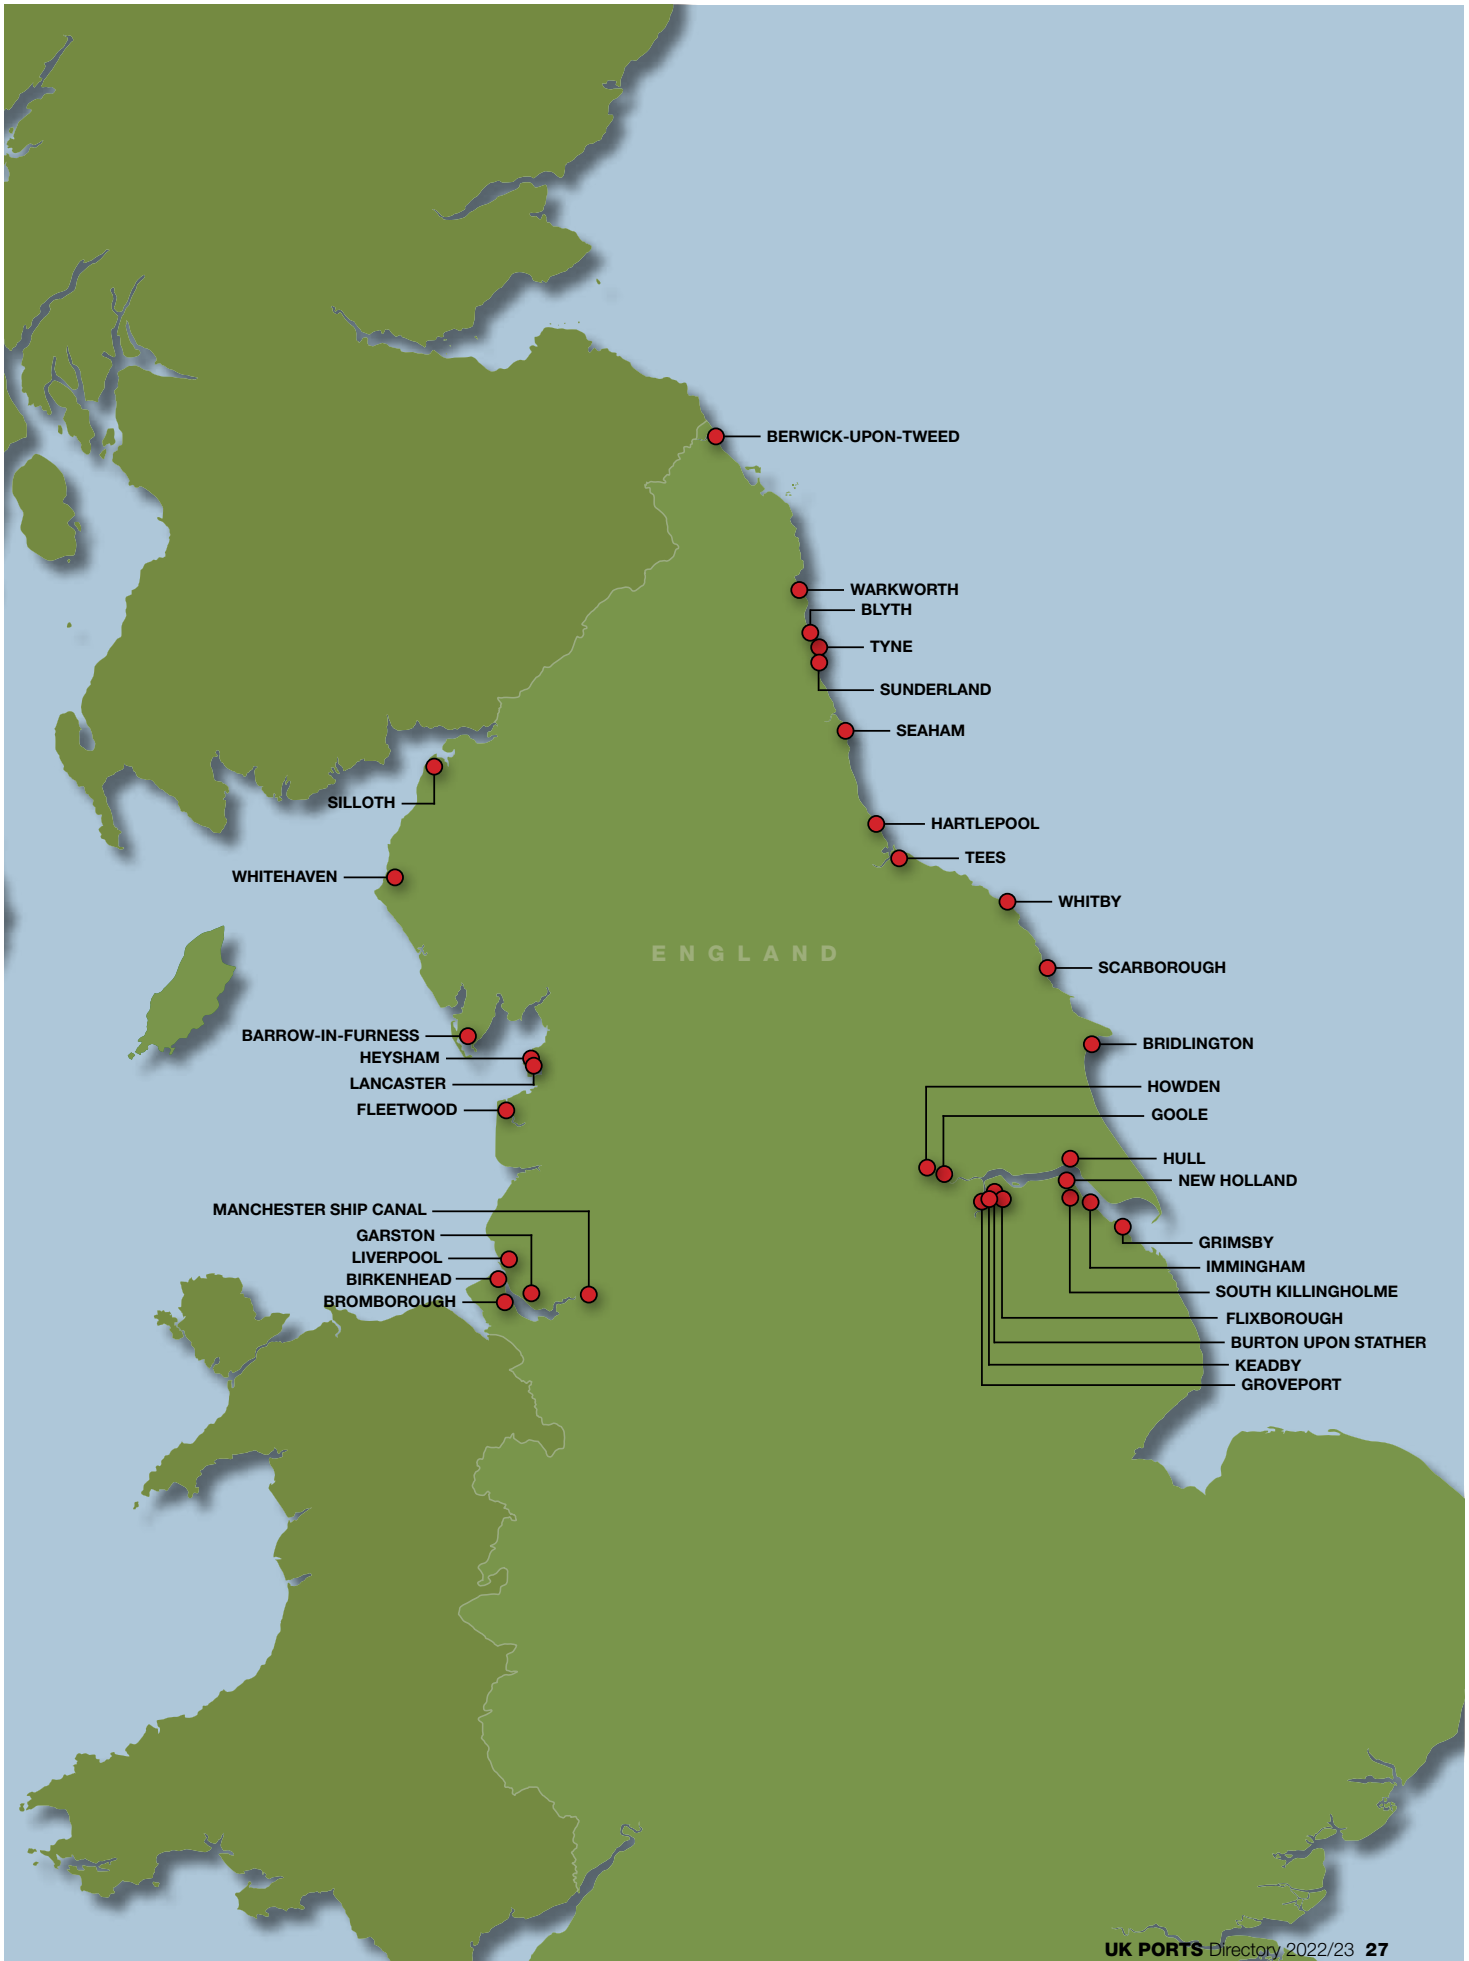 BERWICK-UPON-TWEED
WARKWORTH
BLYTH
TYNE
SUNDERLAND
SEAHAM
SILLOTH
HARTLEPOOL
TEES
WHITEHAVEN
WHITBY
ENGLAND
SCARBOROUGH
BARROW-IN-FURNESS
BRIDLINGTON
HEYSHAM
LANCASTER
HOWDEN
FLEETWOOD
GOOLE
HULL
NEW HOLLAND
MANCHESTER SHIP CANAL
GARSTON
GRIMSBY
LIVERPOOL
IMMINGHAM
BIRKENHEAD
SOUTH KILLINGHOLME
BROMBOROUGH
FLIXBOROUGH
BURTON UPON STATHER
KEADBY
GROVEPORT
UK PORTS Directory 2022/23 27